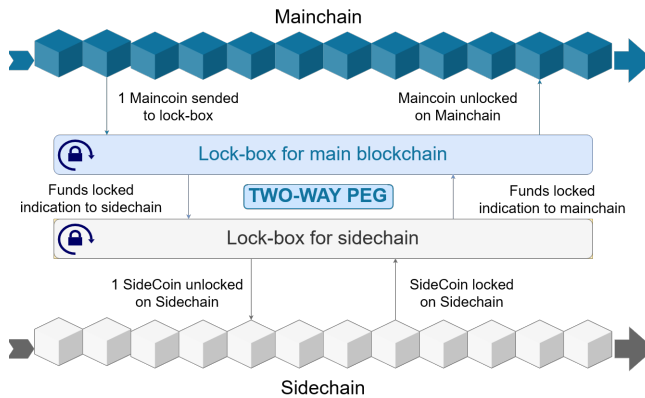 Mainchain
1 Maincoin sent
to lock-box
Maincoin unlocked
on Mainchain
Lock-box for main blockchain
Funds locked
indication to sidechain
TWO-WAY PEG
Funds locked
indication to mainchain
Lock-box for sidechain
1 SideCoin unlocked
on Sidechain
SideCoin locked
on Sidechain
Sidechain